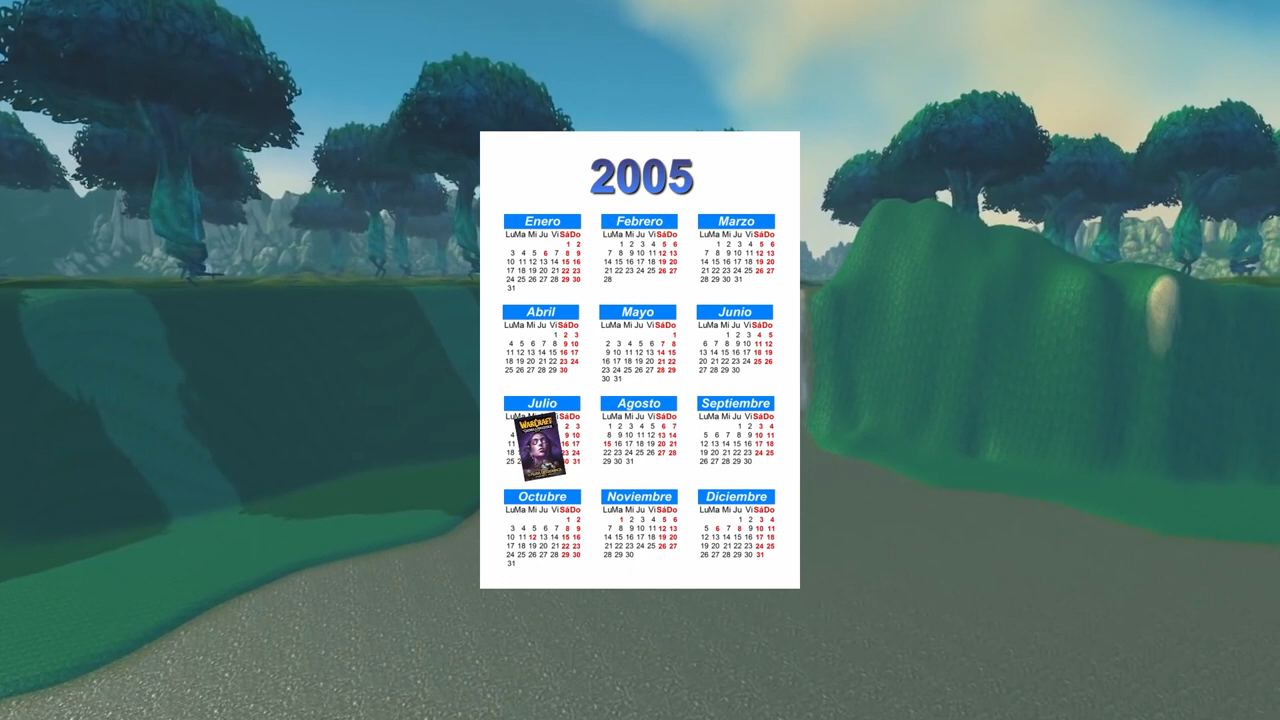 2005
Enero Febrero Marzo
LuMa Mi Ju ViSáDo LuMa Mi Ju ViSáDo LuMa Mi Ju ViSáDo
1 2 1 2 3 4 5 6 1 2 3 4 5 6
3 4 5 6 7 8 9 7 8 9 10 11 12 13 7 8 9 10 11 12 13
10 11 12 13 14 15 16 14 15 16 17 18 19 20 14 15 16 17 18 19 20
17 18 19 20 21 22 23 21 22 23 24 25 26 27 21 22 23 24 25 26 27
24 25 26 27 28 29 30 28 28 29 30 31
31
Abril Mayo Junio
LuMa Mi Ju ViSáDo LuMa Mi Ju ViSáDo LuMa Mi Ju ViSáDo
1 2 3 1 1 2 3 4 5
4 5 6 7 8 9 10 2 3 4 5 6 7 8 6 7 8 9 10 11 12
11 12 13 14 15 16 17 9 10 11 12 13 14 15 13 14 15 16 17 18 19
18 19 20 21 22 23 24 16 17 18 19 20 21 22 20 21 22 23 24 25 26
25 26 27 28 29 30 23 24 25 26 27 28 29 27 28 29 30
30 31
Julio Agosto Septiembre
LuMa Mi Ju ViSáDo LuMa Mi Ju ViSáDo LuMa Mi Ju ViSáDo
2 3 1 2 3 4 5 6 7 1 2 3 4
4 9 10 8 9 10 11 12 13 14 5 6 7 8 9 10 11
11 16 17 15 16 17 18 19 20 21 12 13 14 15 16 17 18
18 23 24 22 23 24 25 26 27 28 19 20 21 22 23 24 25
25 30 31 29 30 31 26 27 28 29 30
WARCRAFT
Octubre Noviembre Diciembre
LuMa Mi Ju ViSáDo LuMa Mi Ju ViSáDo LuMa Mi Ju ViSáDo
1 2 1 2 3 4 5 6 1 2 3 4
3 4 5 6 7 8 9 7 8 9 10 11 12 13 5 6 7 8 9 10 11
10 11 12 13 14 15 16 14 15 16 17 18 19 20 12 13 14 15 16 17 18
17 18 19 20 21 22 23 21 22 23 24 25 26 27 19 20 21 22 23 24 25
24 25 26 27 28 29 30 28 29 30 26 27 28 29 30 31
31